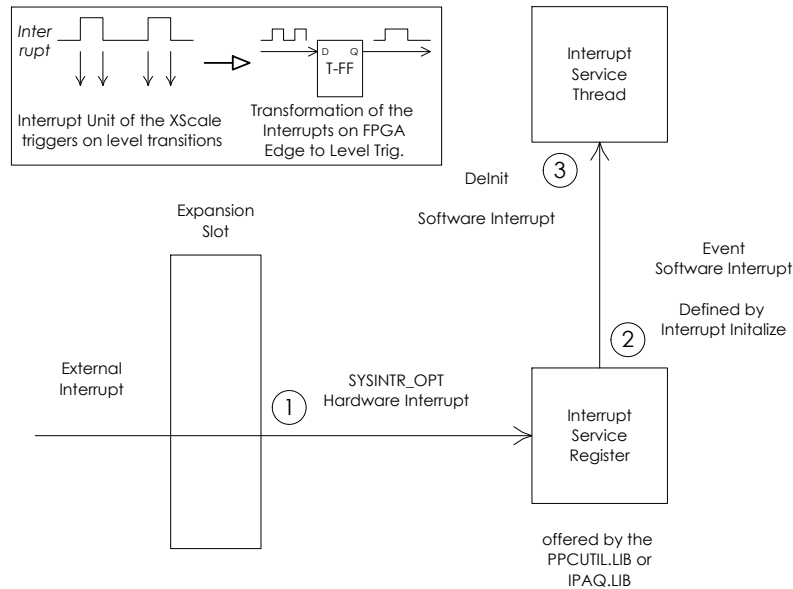 Inter
rupt
D Q
T-FF
Interrupt Unit of the XScale
triggers on level transitions
Transformation of the
Interrupts on FPGA
Edge to Level Trig.
Interrupt
Service
Thread
3
DeInit
Software Interrupt
Expansion
Slot
Event
Software Interrupt
Defined by
Interrupt Initalize
2
External
Interrupt
1
SYSINTR_OPT
Hardware Interrupt
Interrupt
Service
Register
offered by the
PPCUTIL.LIB or
IPAQ.LIB